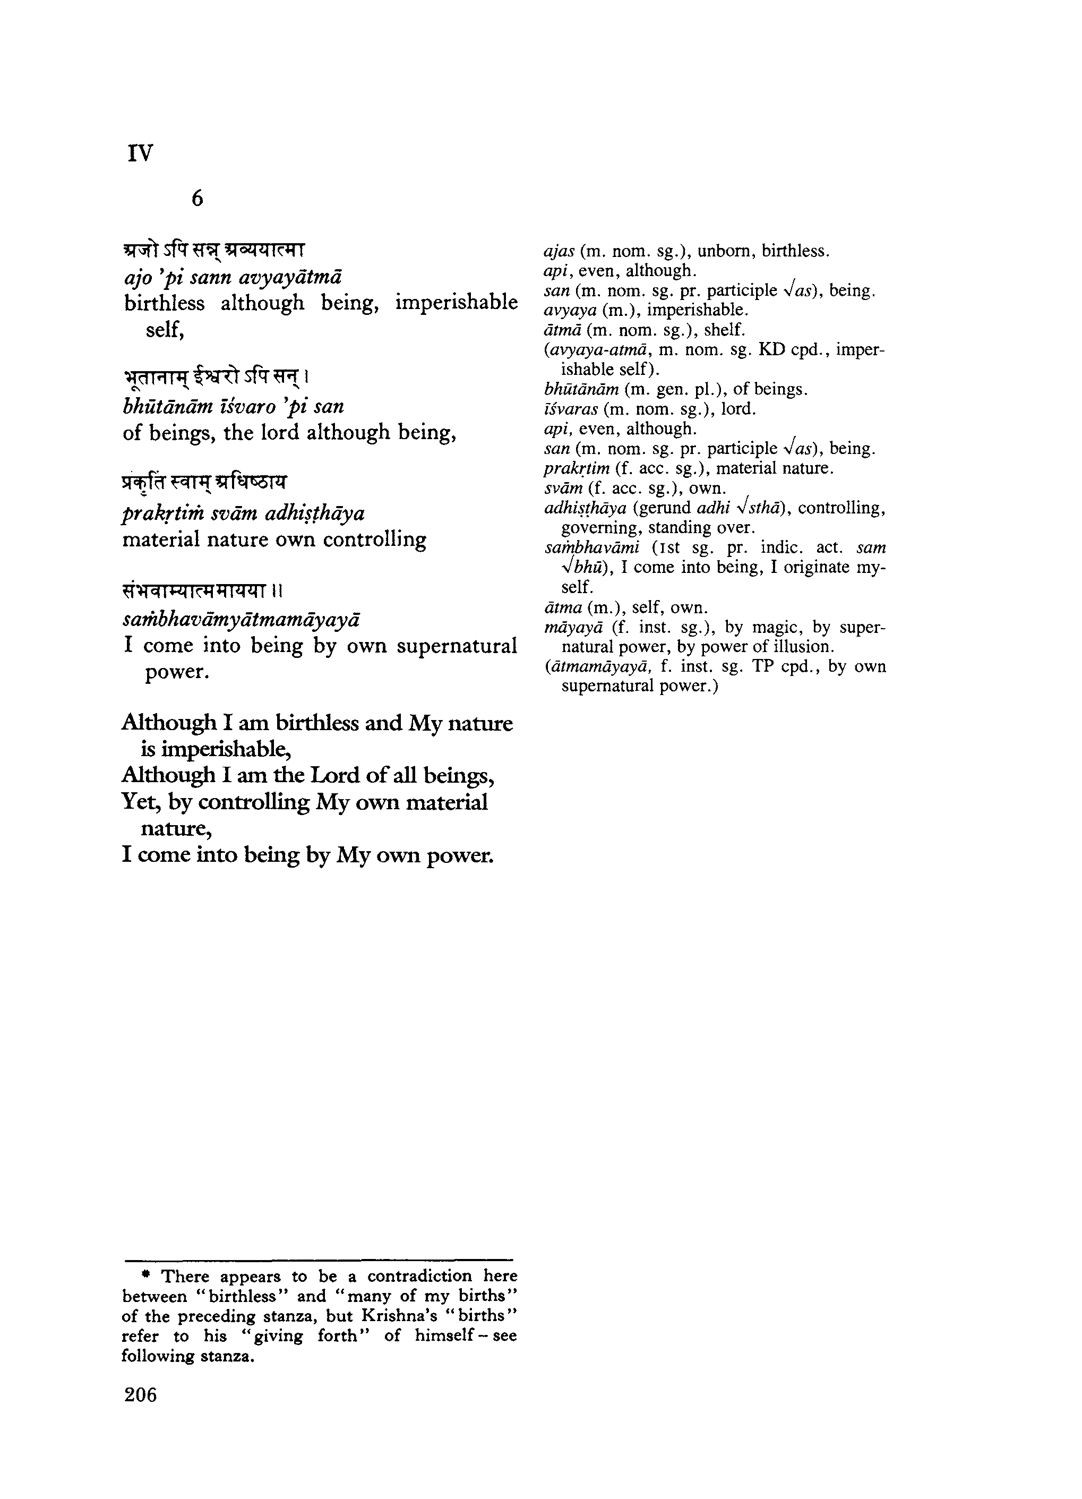 IV
6
अजो ऽपि सन्न् अव्ययात्मा
ajo 'pi sann avyayātmā
birthless although being, imperishable
self,
भूतानाम् ईश्वरो ऽपि सन् ।
bhūtānām īśvaro 'pi san
of beings, the lord although being,
प्रकृतिं स्वाम् अधिष्ठाय
prakṛtiṁ svām adhiṣṭhāya
material nature own controlling
संभवाम्यात्ममायया ॥
saṁbhavāmyātmamāyayā
I come into being by own supernatural
power.
Although I am birthless and My nature
is imperishable,
Although I am the Lord of all beings,
Yet, by controlling My own material
nature,
I come into being by My own power.
ajas (m. nom. sg.), unborn, birthless.
api, even, although.
san (m. nom. sg. pr. participle √as), being.
avyaya (m.), imperishable.
ātmā (m. nom. sg.), shelf.
(avyaya-atmā, m. nom. sg. KD cpd., imper-
ishable self).
bhūtānām (m. gen. pl.), of beings.
īśvaras (m. nom. sg.), lord.
api, even, although.
san (m. nom. sg. pr. participle √as), being.
prakṛtim (f. acc. sg.), material nature.
svām (f. acc. sg.), own.
adhiṣṭhāya (gerund adhi √sthā), controlling,
governing, standing over.
saṁbhavāmi (1st sg. pr. indic. act. sam
√bhū), I come into being, I originate my-
self.
ātma (m.), self, own.
māyayā (f. inst. sg.), by magic, by super-
natural power, by power of illusion.
(ātmamāyayā, f. inst. sg. TP cpd., by own
supernatural power.)
* There appears to be a contradiction here
between "birthless" and "many of my births"
of the preceding stanza, but Krishna's "births"
refer to his "giving forth" of himself – see
following stanza.
206